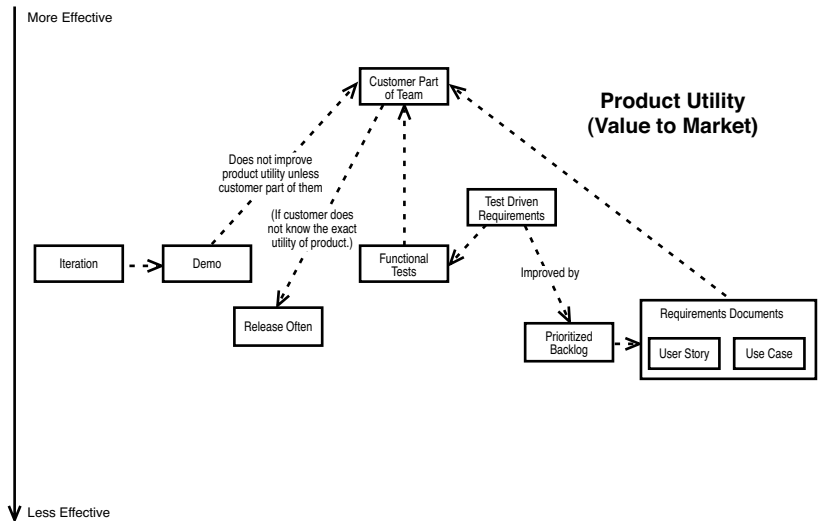 More Effective
Customer Part
of Team
Product Utility
(Value to Market)
Does not improve
product utility unless
customer part of them
(If customer does
not know the exact
utility of product.)
Test Driven
Requirements
Iteration
Demo
Functional
Tests
Improved by
Release Often
Prioritized
Backlog
Requirements Documents
User Story
Use Case
Less Effective